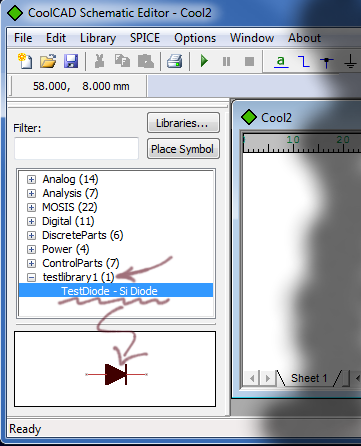 CoolCAD Schematic Editor - Cool2
File Edit Library SPICE Options Window About
a
58.000, 8.000 mm
Filter:
Libraries...
Place Symbol
Analog (14)
Analysis (7)
MOSIS (22)
Digital (11)
DiscreteParts (6)
Power (4)
ControlParts (7)
testlibrary1 (1)
TestDiode - Si Diode
Cool2
0 10 20
Sheet 1
Ready